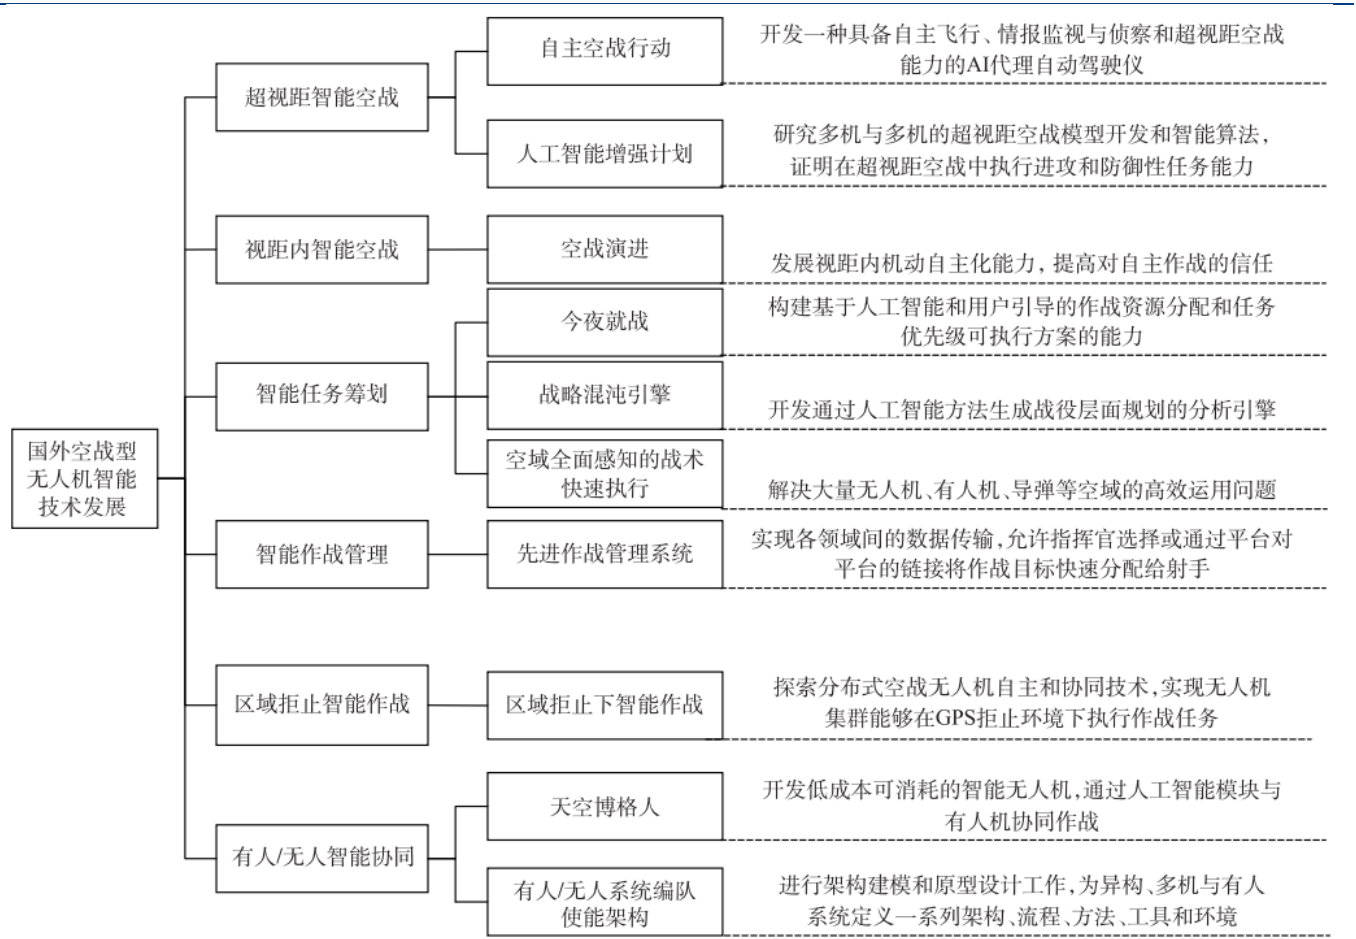 国外空战型
无人机智能
技术发展
超视距智能空战
自主空战行动
开发一种具备自主飞行、情报监视与侦察和超视距空战
能力的AI代理自动驾驶仪
人工智能增强计划
研究多机与多机的超视距空战模型开发和智能算法,
证明在超视距空战中执行进攻和防御性任务能力
视距内智能空战
空战演进
发展视距内机动自主化能力, 提高对自主作战的信任
智能任务筹划
今夜就战
构建基于人工智能和用户引导的作战资源分配和任务
优先级可执行方案的能力
战略混沌引擎
开发通过人工智能方法生成战役层面规划的分析引擎
空域全面感知的战术
快速执行
解决大量无人机、有人机、导弹等空域的高效运用问题
智能作战管理
先进作战管理系统
实现各领域间的数据传输,允许指挥官选择或通过平台对
平台的链接将作战目标快速分配给射手
区域拒止智能作战
区域拒止下智能作战
探索分布式空战无人机自主和协同技术,实现无人机
集群能够在GPS拒止环境下执行作战任务
有人/无人智能协同
天空博格人
开发低成本可消耗的智能无人机,通过人工智能模块与
有人机协同作战
有人/无人系统编队
使能架构
进行架构建模和原型设计工作,为异构、多机与有人
系统定义一系列架构、流程、方法、工具和环境